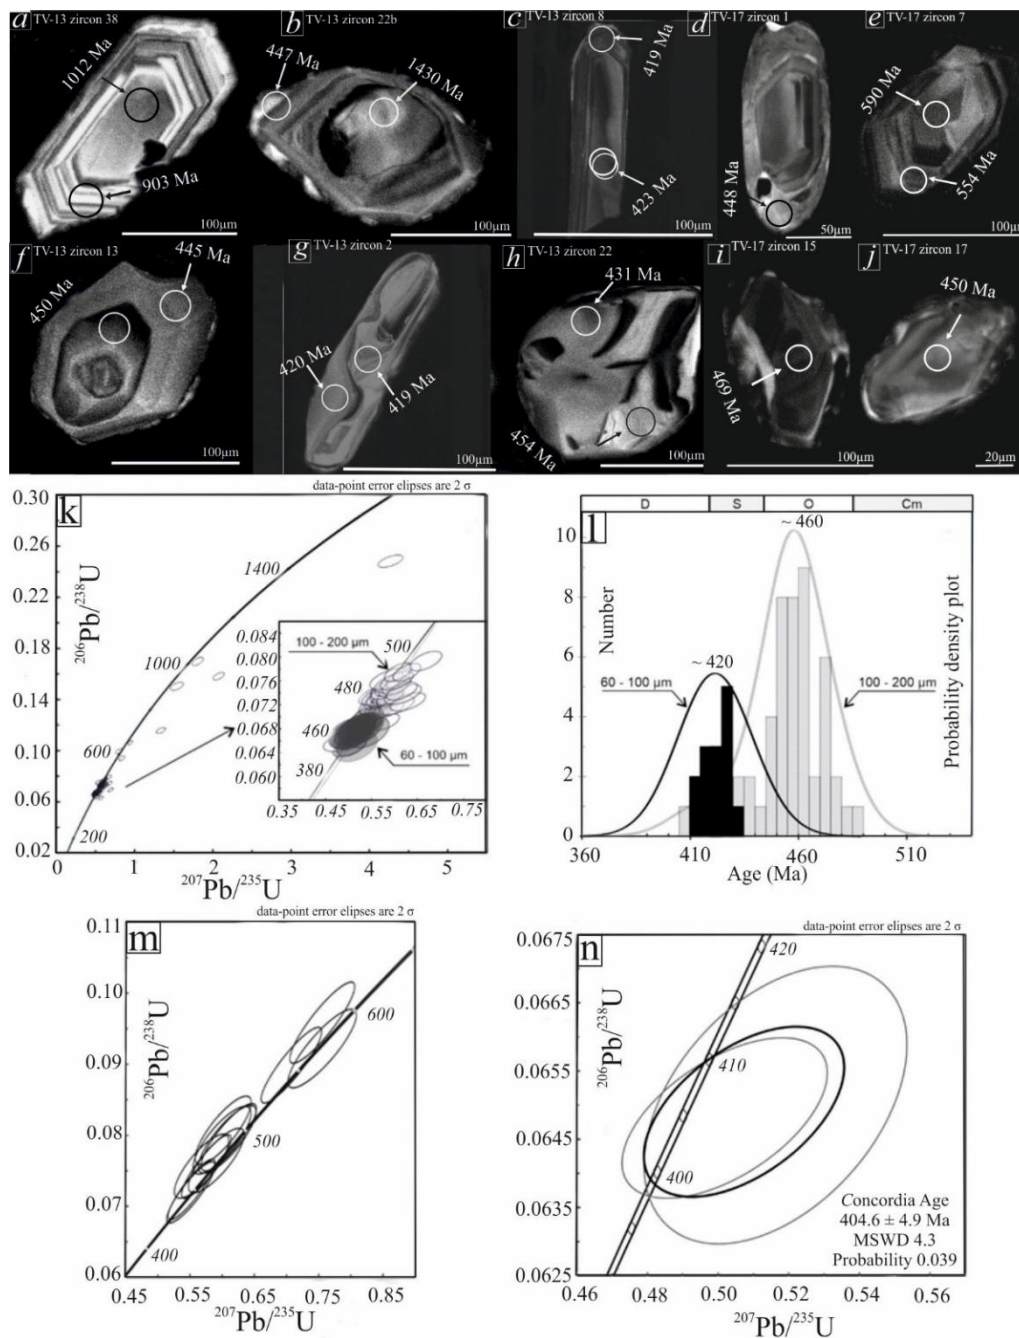 a TV-13 zircon 38
1012 Ma
903 Ma
100µm
b TV-13 zircon 22b
447 Ma
1430 Ma
100µm
c TV-13 zircon 8
419 Ma
423 Ma
100µm
d TV-17 zircon 1
448 Ma
50µm
e TV-17 zircon 7
590 Ma
554 Ma
100µm
f TV-13 zircon 13
445 Ma
450 Ma
100µm
g TV-13 zircon 2
420 Ma
419 Ma
100µm
h TV-13 zircon 22
431 Ma
454 Ma
100µm
i TV-17 zircon 15
469 Ma
100µm
j TV-17 zircon 17
450 Ma
20µm
data-point error elipses are 2 σ
k
0.30
0.26
0.22
0.18
0.14
0.10
0.06
0.02
206Pb/238U
1400
1000
600
200
0 1 2 3 4 5
207Pb/235U
0.084
0.080
0.076
0.072
0.068
0.064
0.060
100 - 200 µm
500
480
460
380
60 - 100 µm
0.35 0.45 0.55 0.65 0.75
D S O Cm
l
~ 460
~ 420
60 - 100 µm
100 - 200 µm
Number
Probability density plot
10
8
6
4
2
0
360 410 460 510
Age (Ma)
data-point error elipses are 2 σ
m
0.11
0.10
0.09
0.08
0.07
0.06
206Pb/238U
600
500
400
0.45 0.55 0.65 0.75 0.85
207Pb/235U
data-point error elipses are 2 σ
n
0.0675
0.0665
0.0655
0.0645
0.0635
0.0625
206Pb/238U
420
410
400
Concordia Age
404.6 ± 4.9 Ma
MSWD 4.3
Probability 0.039
0.46 0.48 0.50 0.52 0.54 0.56
207Pb/235U